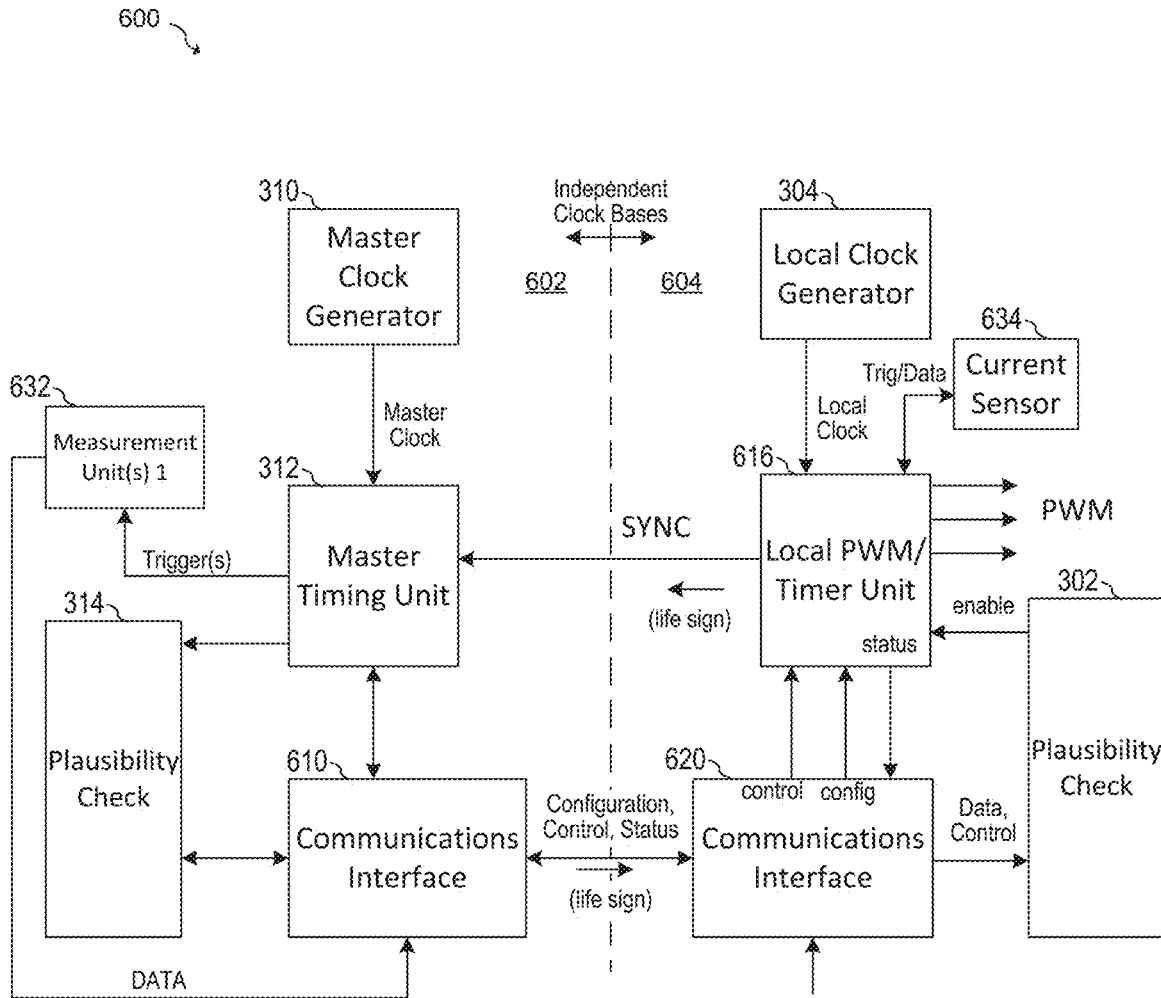 600
310
Master
Clock
Generator
Independent
Clock Bases
602
604
304
Local Clock
Generator
634
Current
Sensor
Trig/Data
632
Measurement
Unit(s) 1
Master
Clock
Local
Clock
312
Master
Timing Unit
616
Local PWM/
Timer Unit
status
SYNC
(life sign)
PWM
Trigger(s)
314
Plausibility
Check
enable
302
Plausibility
Check
610
Communications
Interface
Configuration,
Control, Status
(life sign)
620
control config
Communications
Interface
Data,
Control
DATA